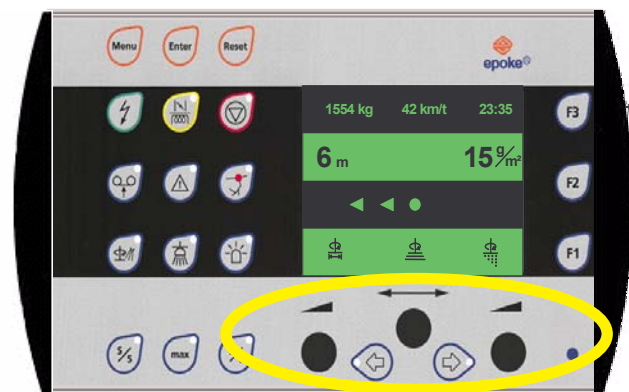 Menu Enter Reset
epoke®
1554 kg 42 km/t 23:35
F3
6 m 15 g/m²
F2
F1
S/S max